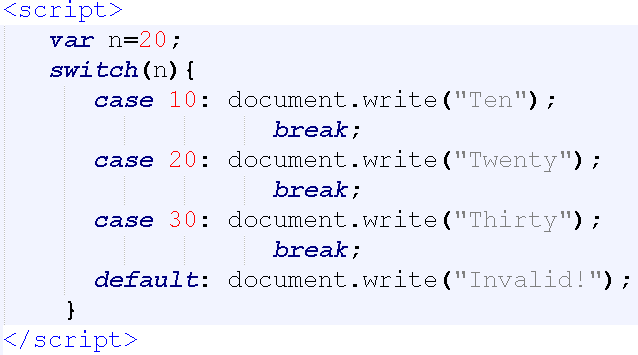 <script>
var n=20;
switch(n){
case 10: document.write("Ten");
break;
case 20: document.write("Twenty");
break;
case 30: document.write("Thirty");
break;
default: document.write("Invalid!");
}
</script>